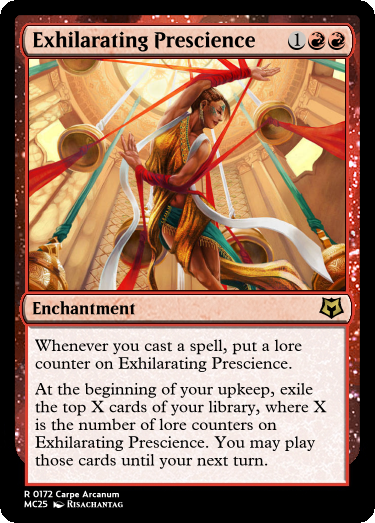 Exhilarating Prescience 1
Enchantment
Whenever you cast a spell, put a lore
counter on Exhilarating Prescience.
At the beginning of your upkeep, exile
the top X cards of your library, where X
is the number of lore counters on
Exhilarating Prescience. You may play
those cards until your next turn.
R 0172 Carpe Arcanum
MC25 Risachantag